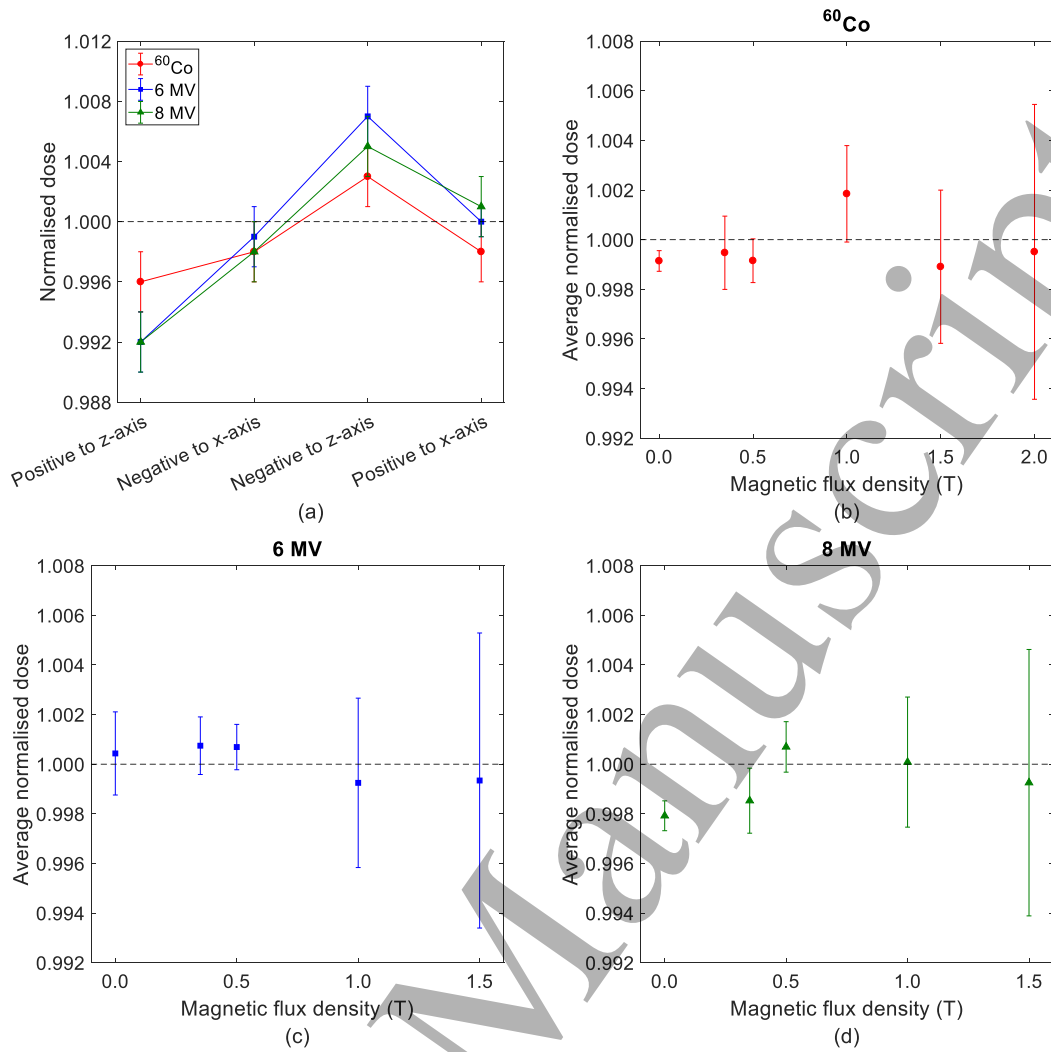 1.012
1.008
1.004
1.000
0.996
0.992
0.988
Normalised dose
⁶⁰Co
6 MV
8 MV
Positive to z-axis
Negative to x-axis
Negative to z-axis
Positive to x-axis
(a)
⁶⁰Co
1.008
1.006
1.004
1.002
1.000
0.998
0.996
0.994
0.992
Average normalised dose
0.0 0.5 1.0 1.5 2.0
Magnetic flux density (T)
(b)
6 MV
1.008
1.006
1.004
1.002
1.000
0.998
0.996
0.994
0.992
Average normalised dose
0.0 0.5 1.0 1.5
Magnetic flux density (T)
(c)
8 MV
1.008
1.006
1.004
1.002
1.000
0.998
0.996
0.994
0.992
Average normalised dose
0.0 0.5 1.0 1.5
Magnetic flux density (T)
(d)